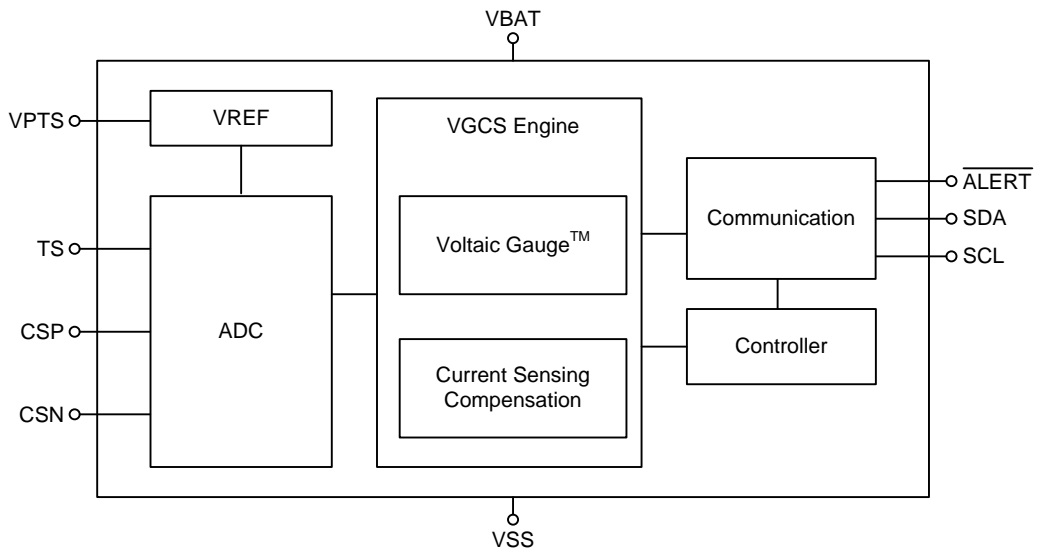 VBAT
VPTS
VREF
VGCS Engine
ALERT
Communication
SDA
TS
Voltaic Gauge™
SCL
CSP
ADC
Controller
Current Sensing
Compensation
CSN
VSS